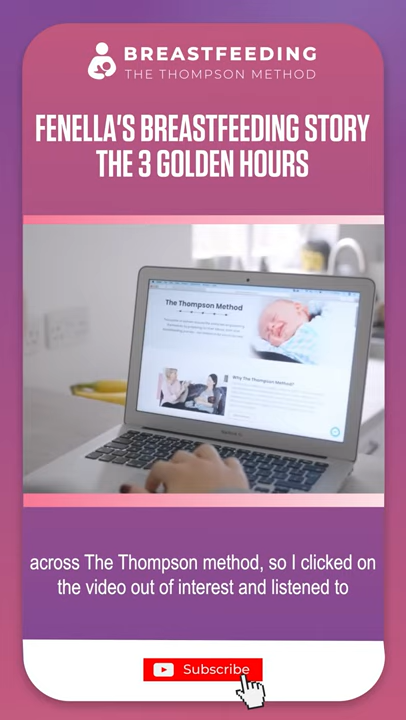 BREASTFEEDING
THE THOMPSON METHOD
FENELLA'S BREASTFEEDING STORY
THE 3 GOLDEN HOURS
The Thompson Method
Why The Thompson Method?
across The Thompson method, so I clicked on
the video out of interest and listened to
Subscribe